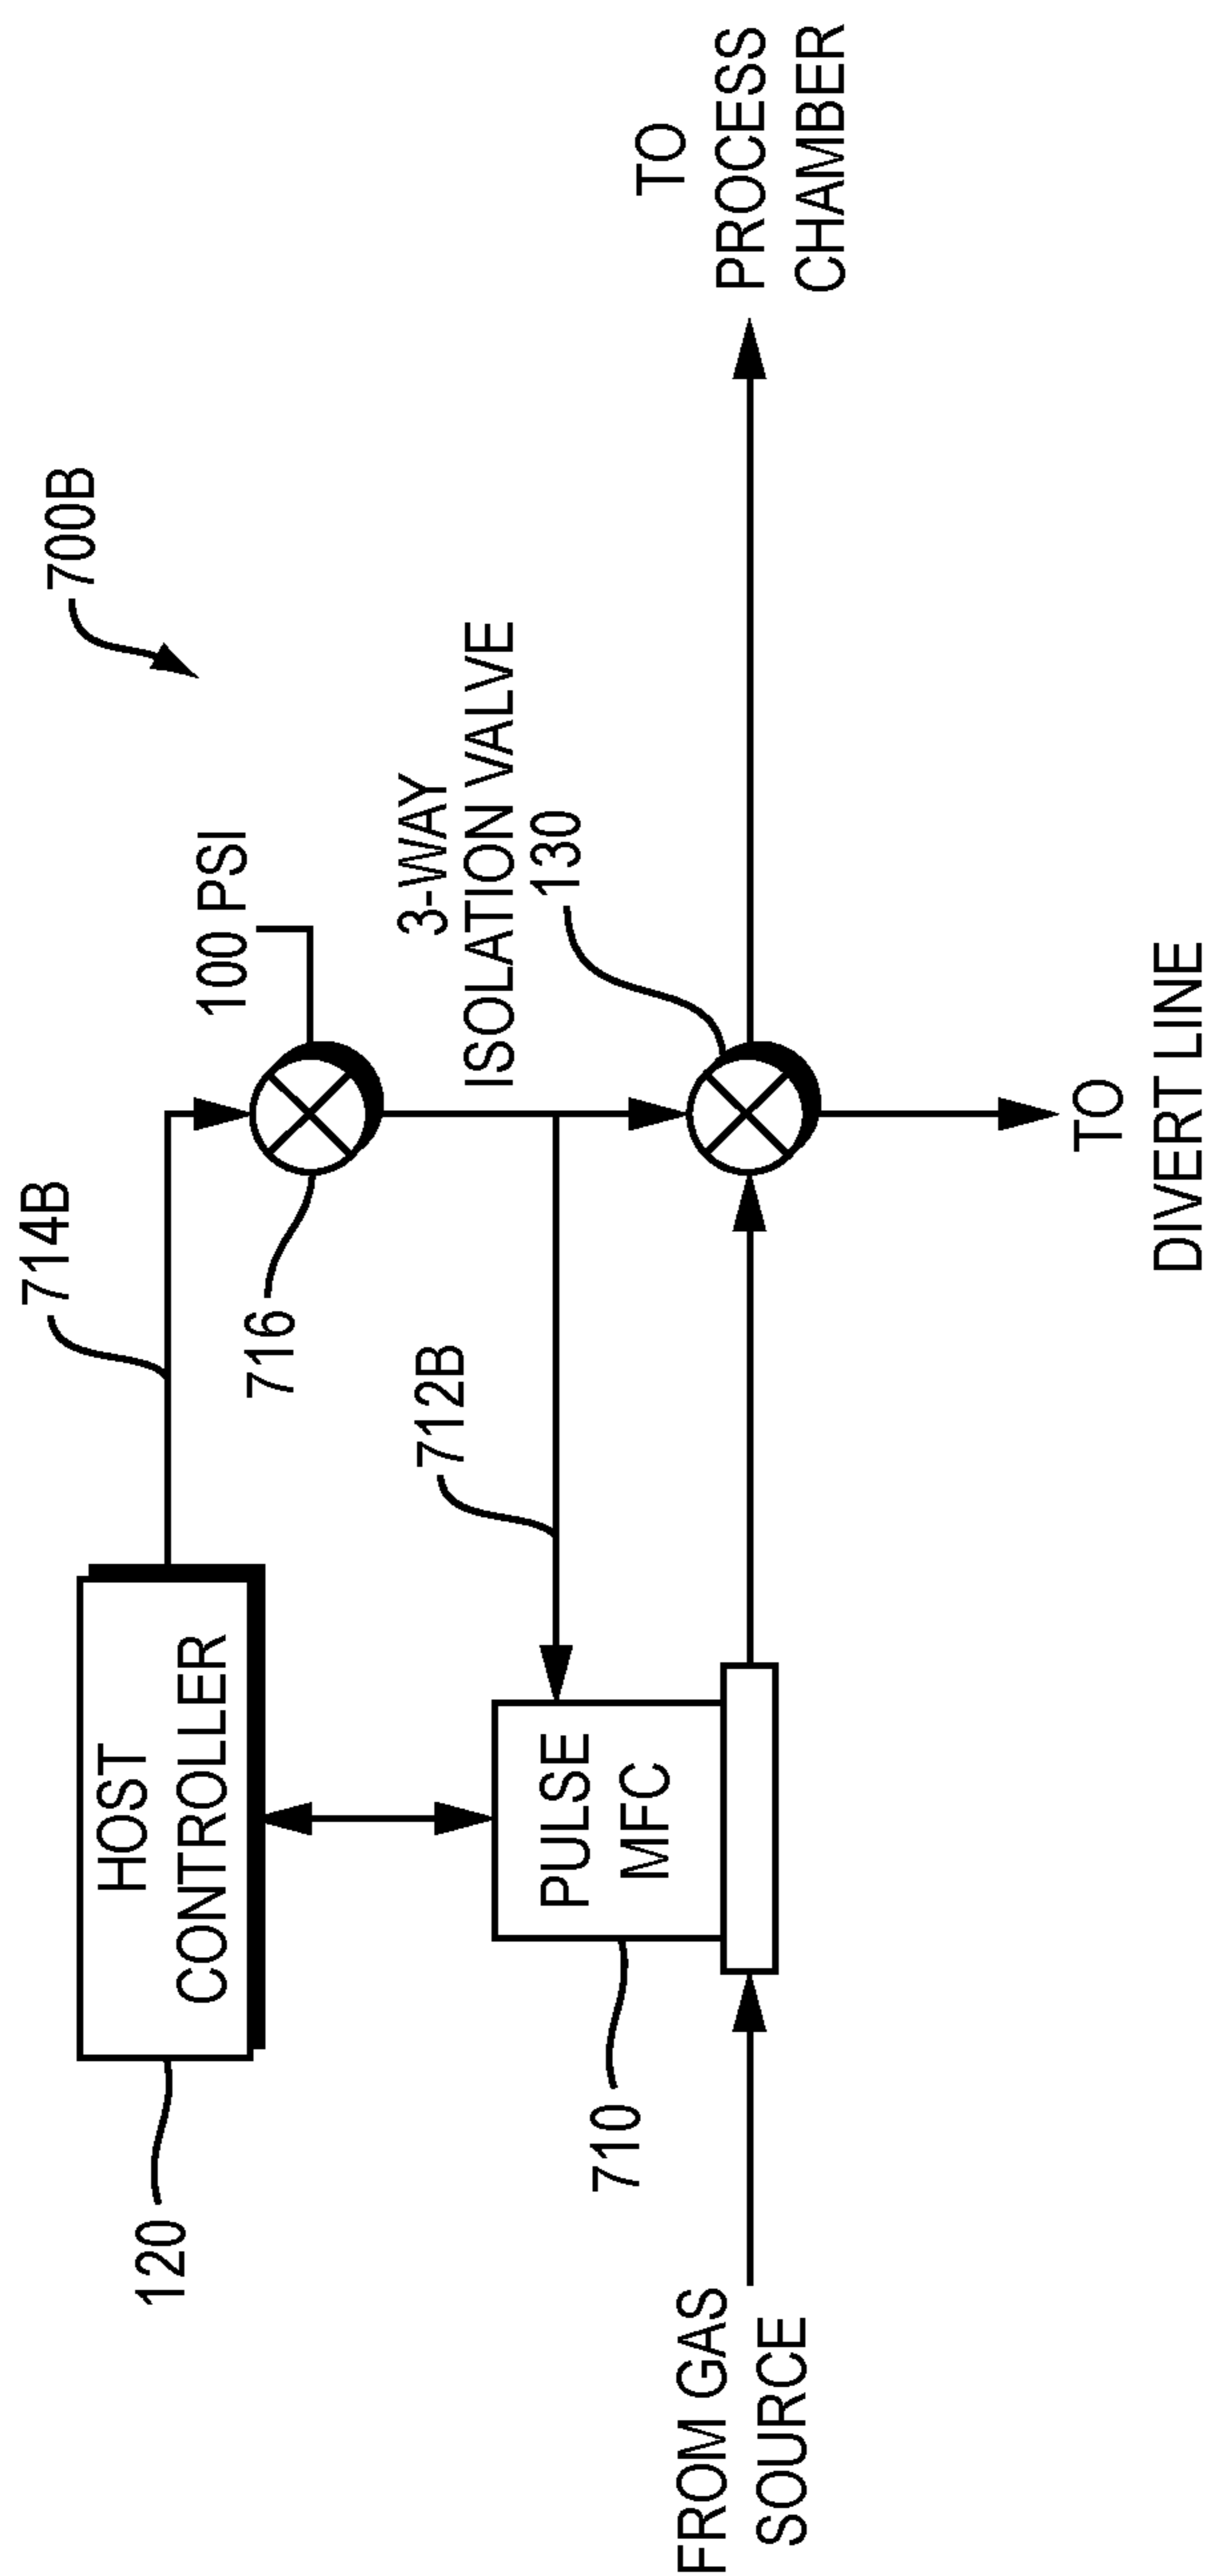 700B
714B
100 PSI
HOST
CONTROLLER
120
716
3-WAY
ISOLATION VALVE
130
712B
PULSE
MFC
710
TO
PROCESS
CHAMBER
FROM GAS
SOURCE
TO
DIVERT LINE